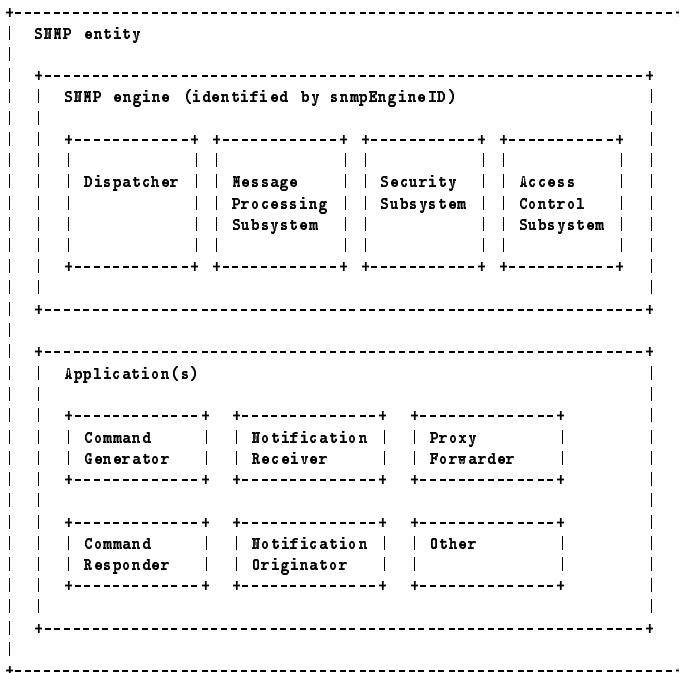 SNMP entity
SNMP engine (identified by snmpEngineID)
Dispatcher
Message
Processing
Subsystem
Security
Subsystem
Access
Control
Subsystem
Application(s)
Command
Generator
Notification
Receiver
Proxy
Forwarder
Command
Responder
Notification
Originator
Other